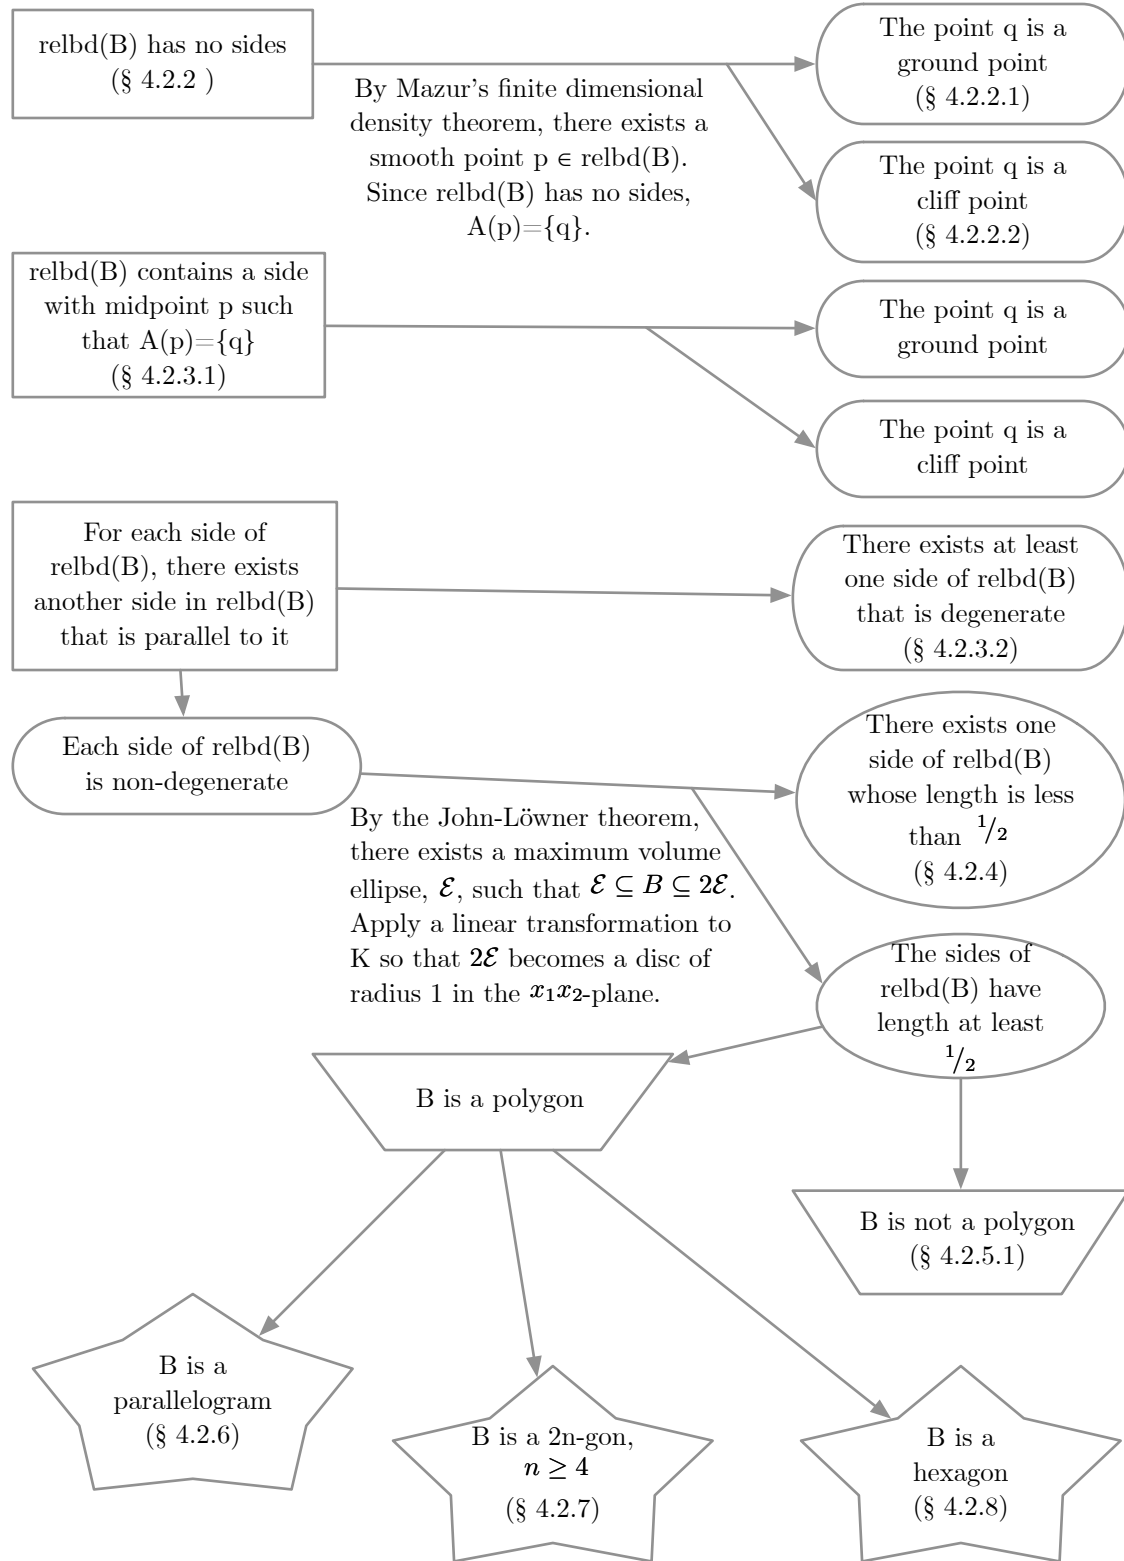 relbd(B) has no sides
(§ 4.2.2 )
The point q is a
ground point
(§ 4.2.2.1)
By Mazur's finite dimensional
density theorem, there exists a
smooth point p ∈ relbd(B).
Since relbd(B) has no sides,
A(p)={q}.
The point q is a
cliff point
(§ 4.2.2.2)
relbd(B) contains a side
with midpoint p such
that A(p)={q}
(§ 4.2.3.1)
The point q is a
ground point
The point q is a
cliff point
For each side of
relbd(B), there exists
another side in relbd(B)
that is parallel to it
There exists at least
one side of relbd(B)
that is degenerate
(§ 4.2.3.2)
Each side of relbd(B)
is non-degenerate
There exists one
side of relbd(B)
whose length is less
than 1/2
(§ 4.2.4)
By the John-Löwner theorem,
there exists a maximum volume
ellipse, ℰ, such that ℰ ⊆ B ⊆ 2ℰ.
Apply a linear transformation to
K so that 2ℰ becomes a disc of
radius 1 in the x₁x₂-plane.
The sides of
relbd(B) have
length at least
1/2
B is a polygon
B is not a polygon
(§ 4.2.5.1)
B is a
parallelogram
(§ 4.2.6)
B is a 2n-gon,
n ≥ 4
(§ 4.2.7)
B is a
hexagon
(§ 4.2.8)